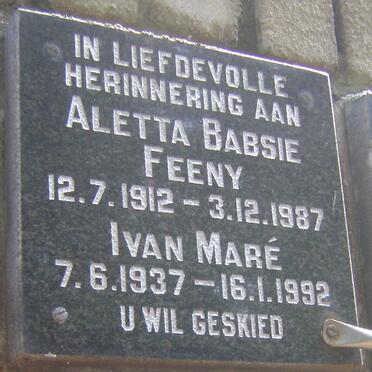 IN LIEFDEVOLLE
HERINNERING AAN
ALETTA BABSIE
FEENY
12.7.1912 – 3.12.1987
IVAN MARÉ
7.6.1937 – 16.1.1992
U WIL GESKIED